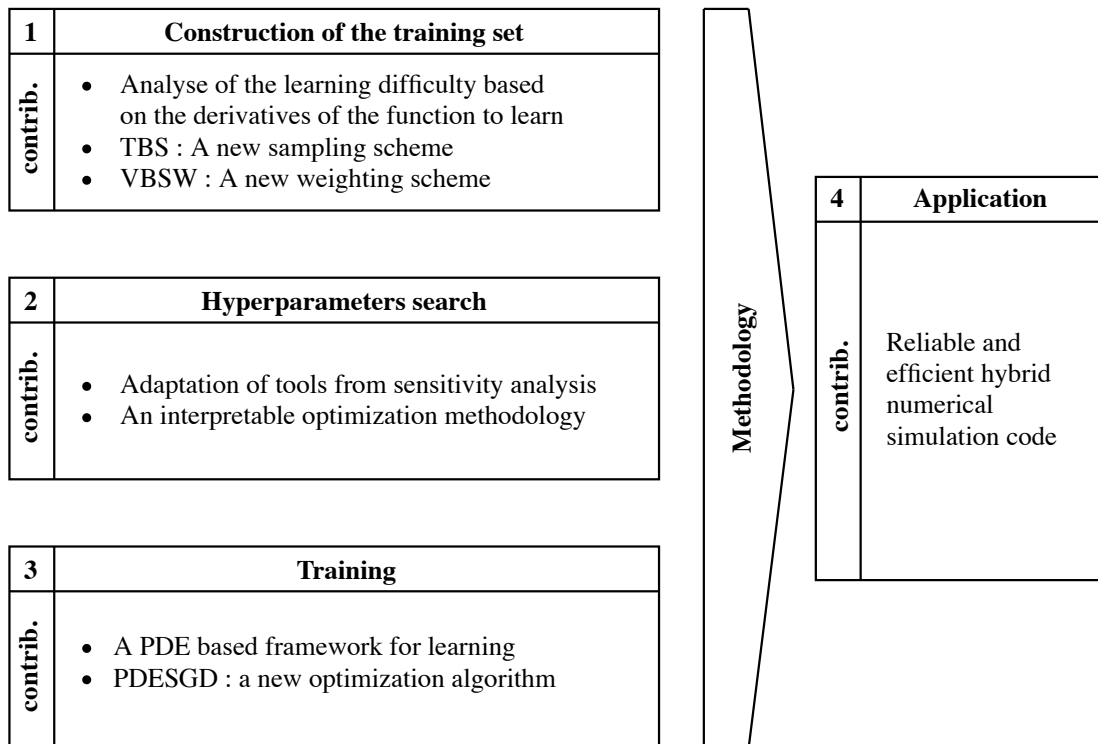 1
Construction of the training set
contrib.
• Analyse of the learning difficulty based
on the derivatives of the function to learn
• TBS : A new sampling scheme
• VBSW : A new weighting scheme
2
Hyperparameters search
contrib.
• Adaptation of tools from sensitivity analysis
• An interpretable optimization methodology
3
Training
contrib.
• A PDE based framework for learning
• PDESGD : a new optimization algorithm
Methodology
4
Application
contrib.
Reliable and
efficient hybrid
numerical
simulation code